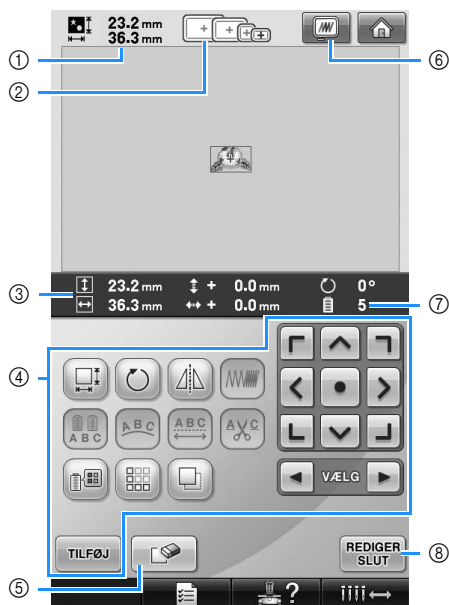 23.2 mm
36.3 mm
①
②
⑥
③
23.2 mm + 0.0 mm 0°
36.3 mm + 0.0 mm 5
⑦
④
A B C
A B C
A B C
A C
VÆLG
TILFØJ
REDIGER
SLUT
⑧
⑤
?